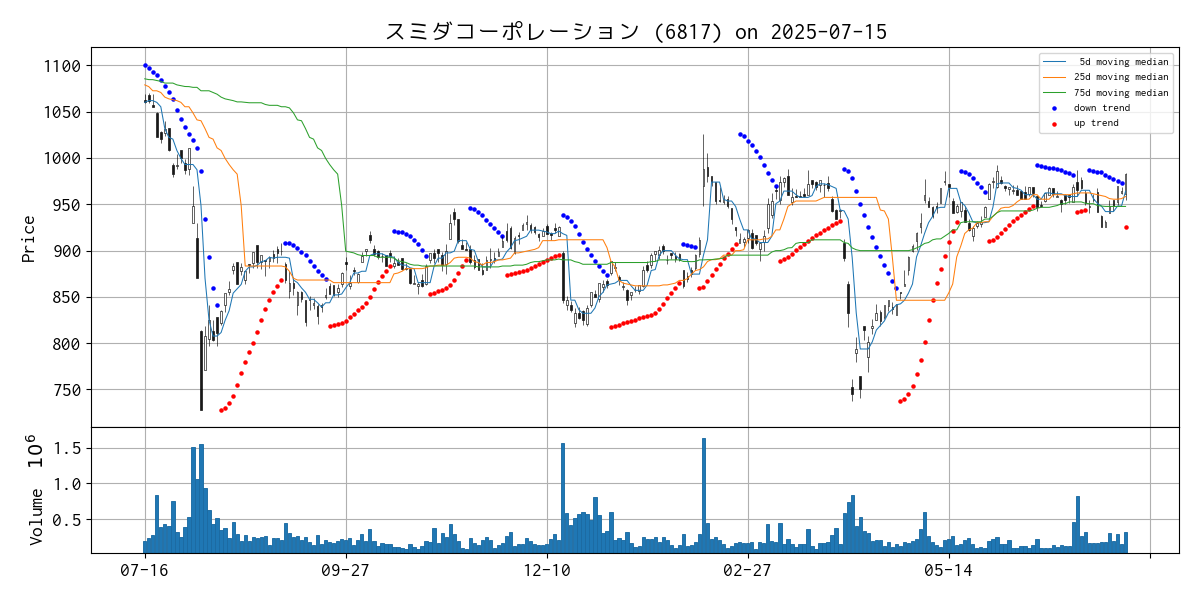 スミダコーポレーション (6817) on 2025-07-15
Price
1100
1050
1000
950
900
850
800
750
5d moving median
25d moving median
75d moving median
down trend
up trend
Volume 10^6
1.5
1.0
0.5
07-16
09-27
12-10
02-27
05-14